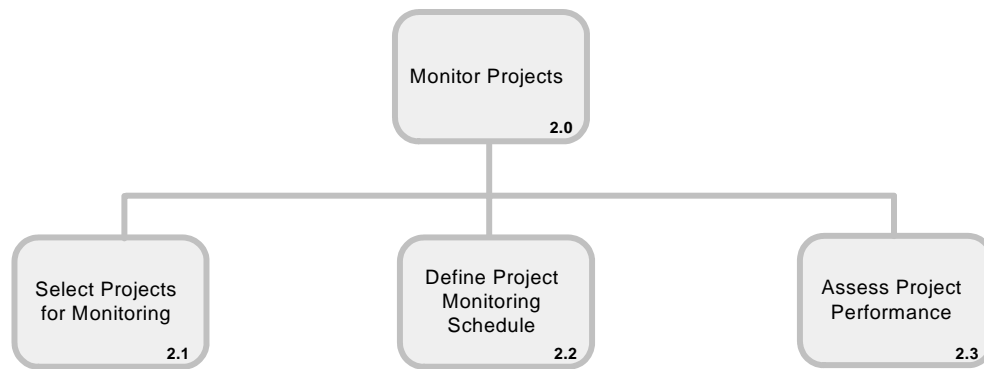 Monitor Projects
2.0
Select Projects
for Monitoring
2.1
Define Project
Monitoring
Schedule
2.2
Assess Project
Performance
2.3